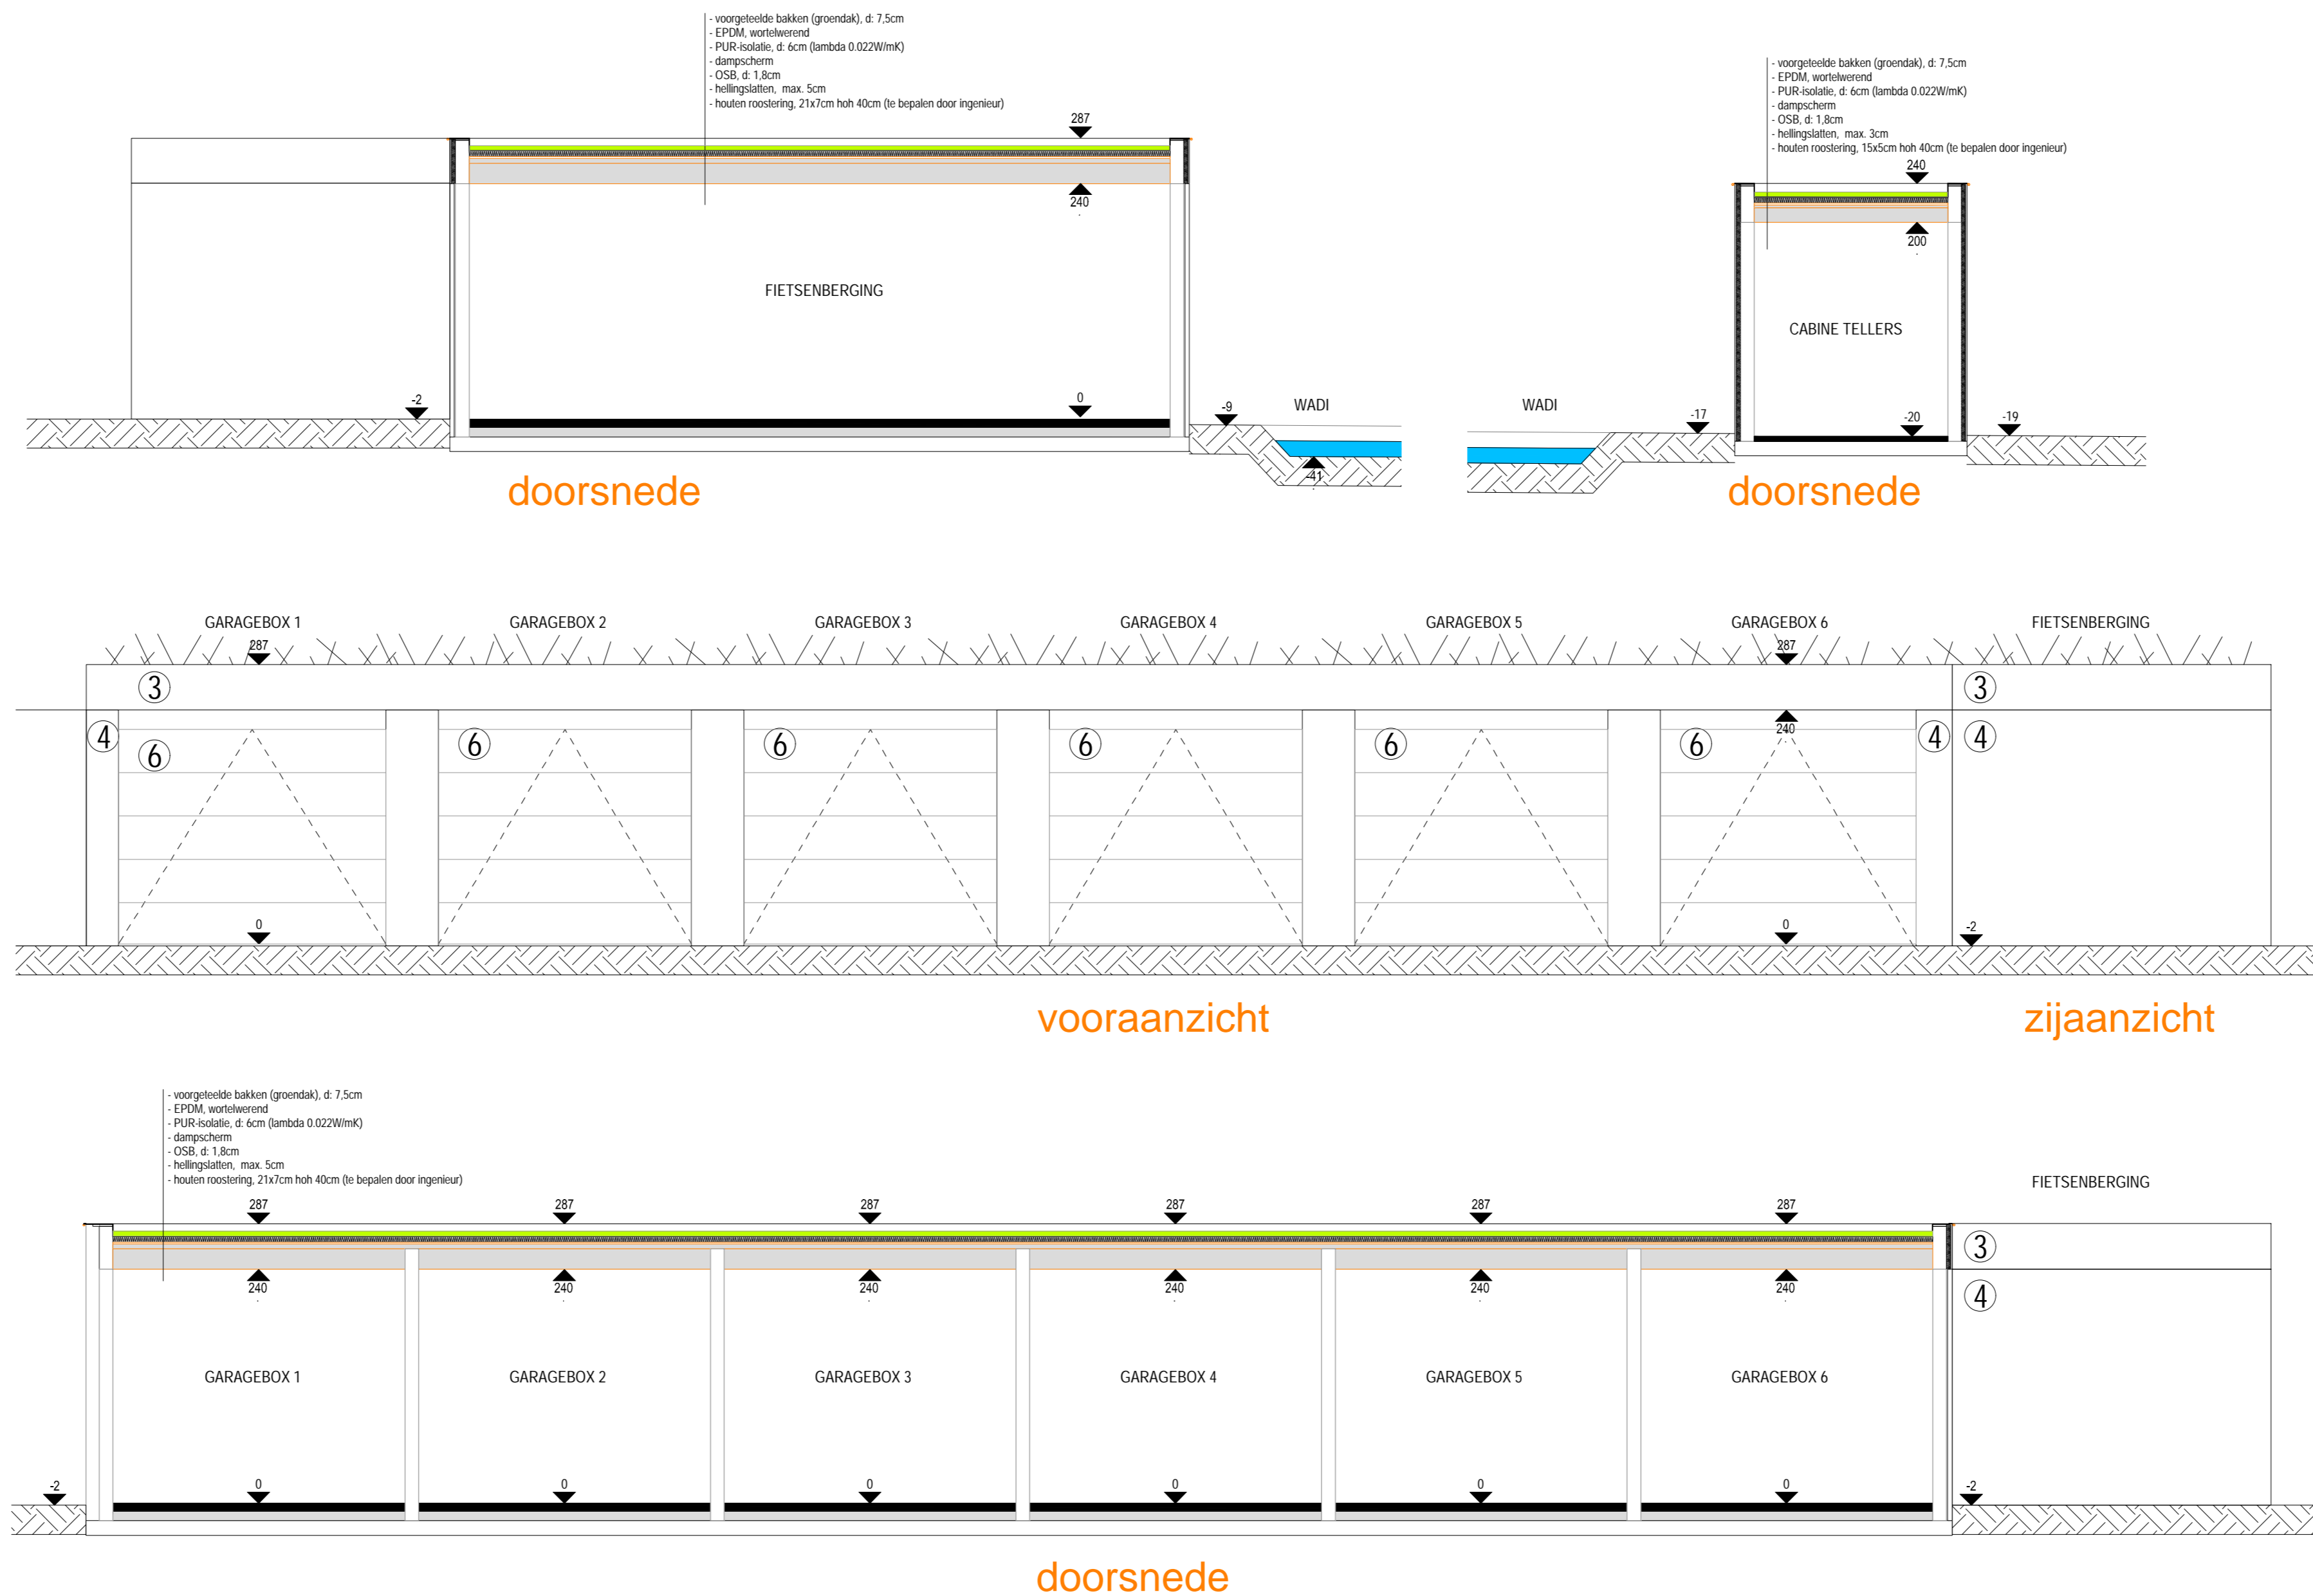 - voorgeteelde bakken (groendak), d: 7,5cm
- EPDM, wortelwerend
- PUR-isolatie, d: 6cm (lambda 0.022W/mK)
- dampscherm
- OSB, d: 1,8cm
- hellingslatten, max. 5cm
- houten roostering, 21x7cm hoh 40cm (te bepalen door ingenieur)
287
240
FIETSENBERGING
-2
0
-9
WADI
-41
doorsnede
- voorgeteelde bakken (groendak), d: 7,5cm
- EPDM, wortelwerend
- PUR-isolatie, d: 6cm (lambda 0.022W/mK)
- dampscherm
- OSB, d: 1,8cm
- hellingslatten, max. 3cm
- houten roostering, 15x5cm hoh 40cm (te bepalen door ingenieur)
240
200
CABINE TELLERS
WADI
-17
-20
-19
doorsnede
GARAGEBOX 1 GARAGEBOX 2 GARAGEBOX 3 GARAGEBOX 4 GARAGEBOX 5 GARAGEBOX 6 FIETSENBERGING
287 287
3 3
240
4 6 6 6 6 6 6 4 4
0 0 -2
vooraanzicht zijaanzicht
- voorgeteelde bakken (groendak), d: 7,5cm
- EPDM, wortelwerend
- PUR-isolatie, d: 6cm (lambda 0.022W/mK)
- dampscherm
- OSB, d: 1,8cm
- hellingslatten, max. 5cm
- houten roostering, 21x7cm hoh 40cm (te bepalen door ingenieur)
FIETSENBERGING
287 287 287 287 287 287
3
240 240 240 240 240 240
4
GARAGEBOX 1 GARAGEBOX 2 GARAGEBOX 3 GARAGEBOX 4 GARAGEBOX 5 GARAGEBOX 6
-2 0 0 0 0 0 0 -2
doorsnede